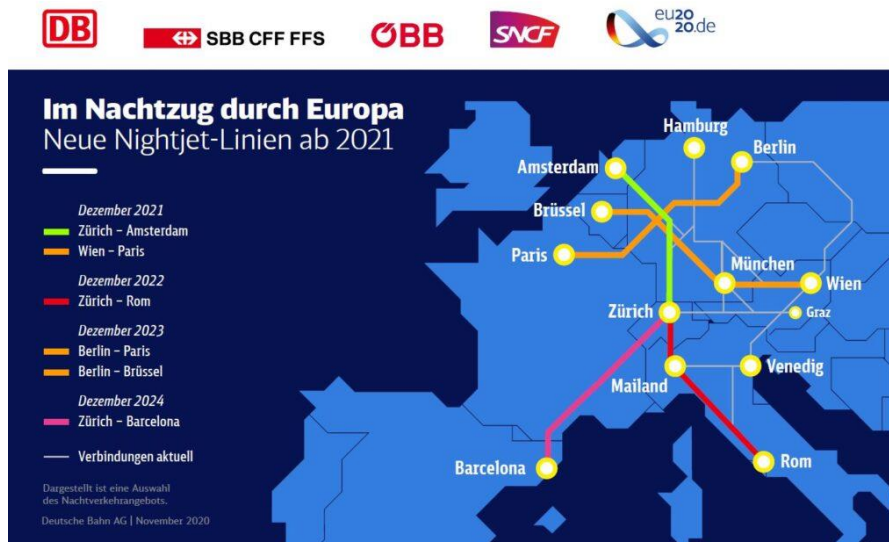 DB
SBB CFF FFS
ÖBB
SNCF
eu20
20.de
Im Nachtzug durch Europa
Neue Nightjet-Linien ab 2021
Dezember 2021
Zürich – Amsterdam
Wien – Paris
Dezember 2022
Zürich – Rom
Dezember 2023
Berlin – Paris
Berlin – Brüssel
Dezember 2024
Zürich – Barcelona
Verbindungen aktuell
Dargestellt ist eine Auswahl
des Nachtverkehrangebots.
Deutsche Bahn AG | November 2020
Hamburg
Berlin
Amsterdam
Brüssel
Paris
München
Wien
Zürich
Graz
Mailand
Venedig
Barcelona
Rom